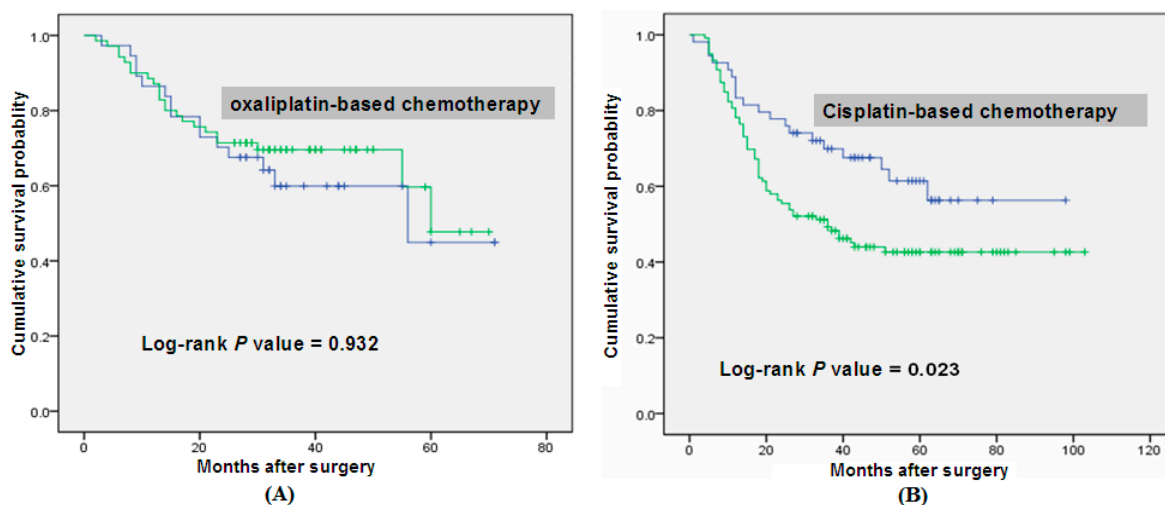 1.0
0.8
0.6
0.4
0.2
0.0
Cumulative survival probablity
oxaliplatin-based chemotherapy
Log-rank P value = 0.932
0
20
40
60
80
Months after surgery
(A)
1.0
0.8
0.6
0.4
0.2
0.0
Cumulative survival probablity
Cisplatin-based chemotherapy
Log-rank P value = 0.023
0
20
40
60
80
100
120
Months after surgery
(B)